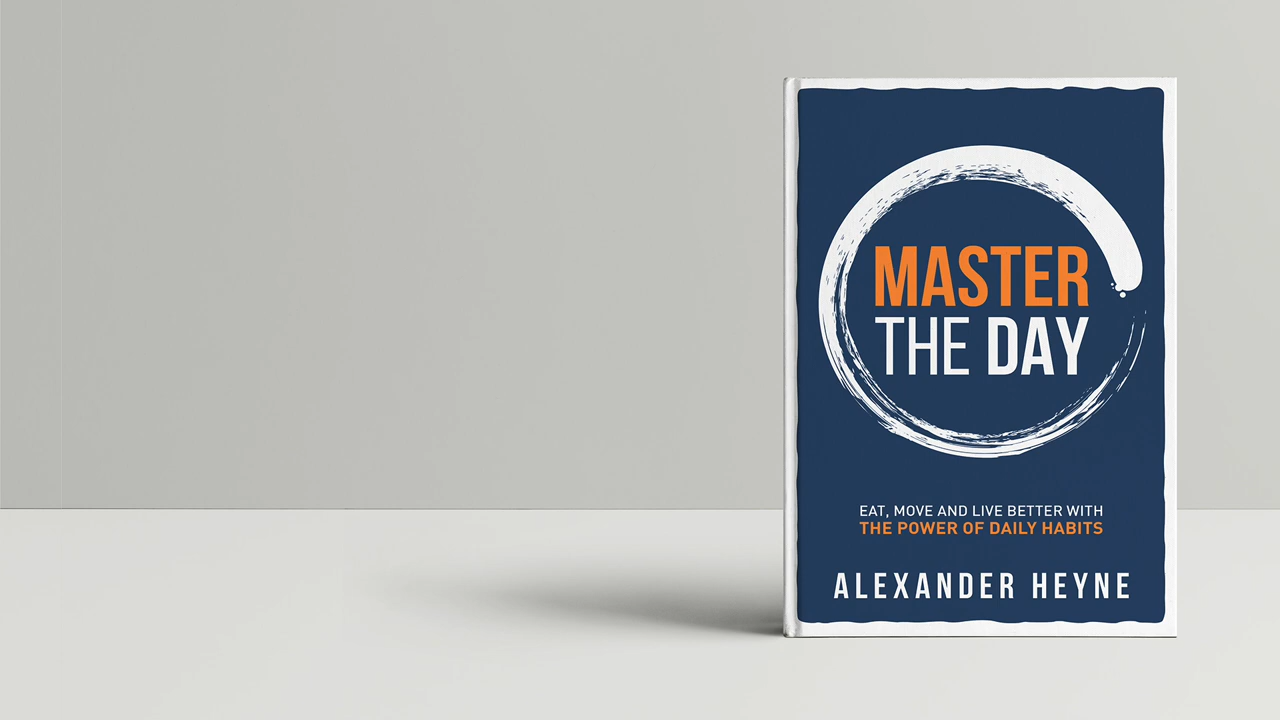 MASTER
THE DAY
EAT, MOVE AND LIVE BETTER WITH
THE POWER OF DAILY HABITS
ALEXANDER HEYNE